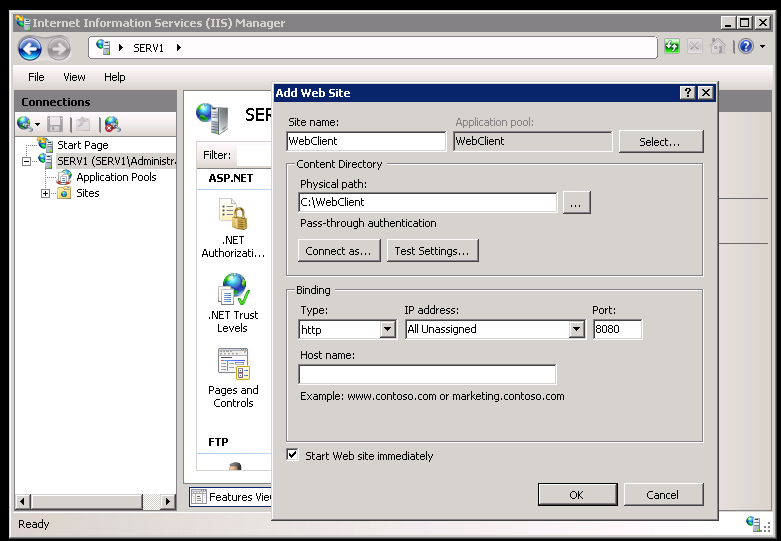 Internet Information Services (IIS) Manager
SERV1
File View Help
Connections
Start Page
SERV1 (SERV1\Administra
Application Pools
Sites
SER
Filter:
ASP.NET
.NET
Authorizati...
.NET Trust
Levels
Pages and
Controls
FTP
Features View
Ready
Add Web Site
Site name:
Application pool:
WebClient
WebClient
Select...
Content Directory
Physical path:
C:\WebClient
...
Pass-through authentication
Connect as...
Test Settings...
Binding
Type:
IP address:
Port:
http
All Unassigned
8080
Host name:
Example: www.contoso.com or marketing.contoso.com
Start Web site immediately
OK
Cancel